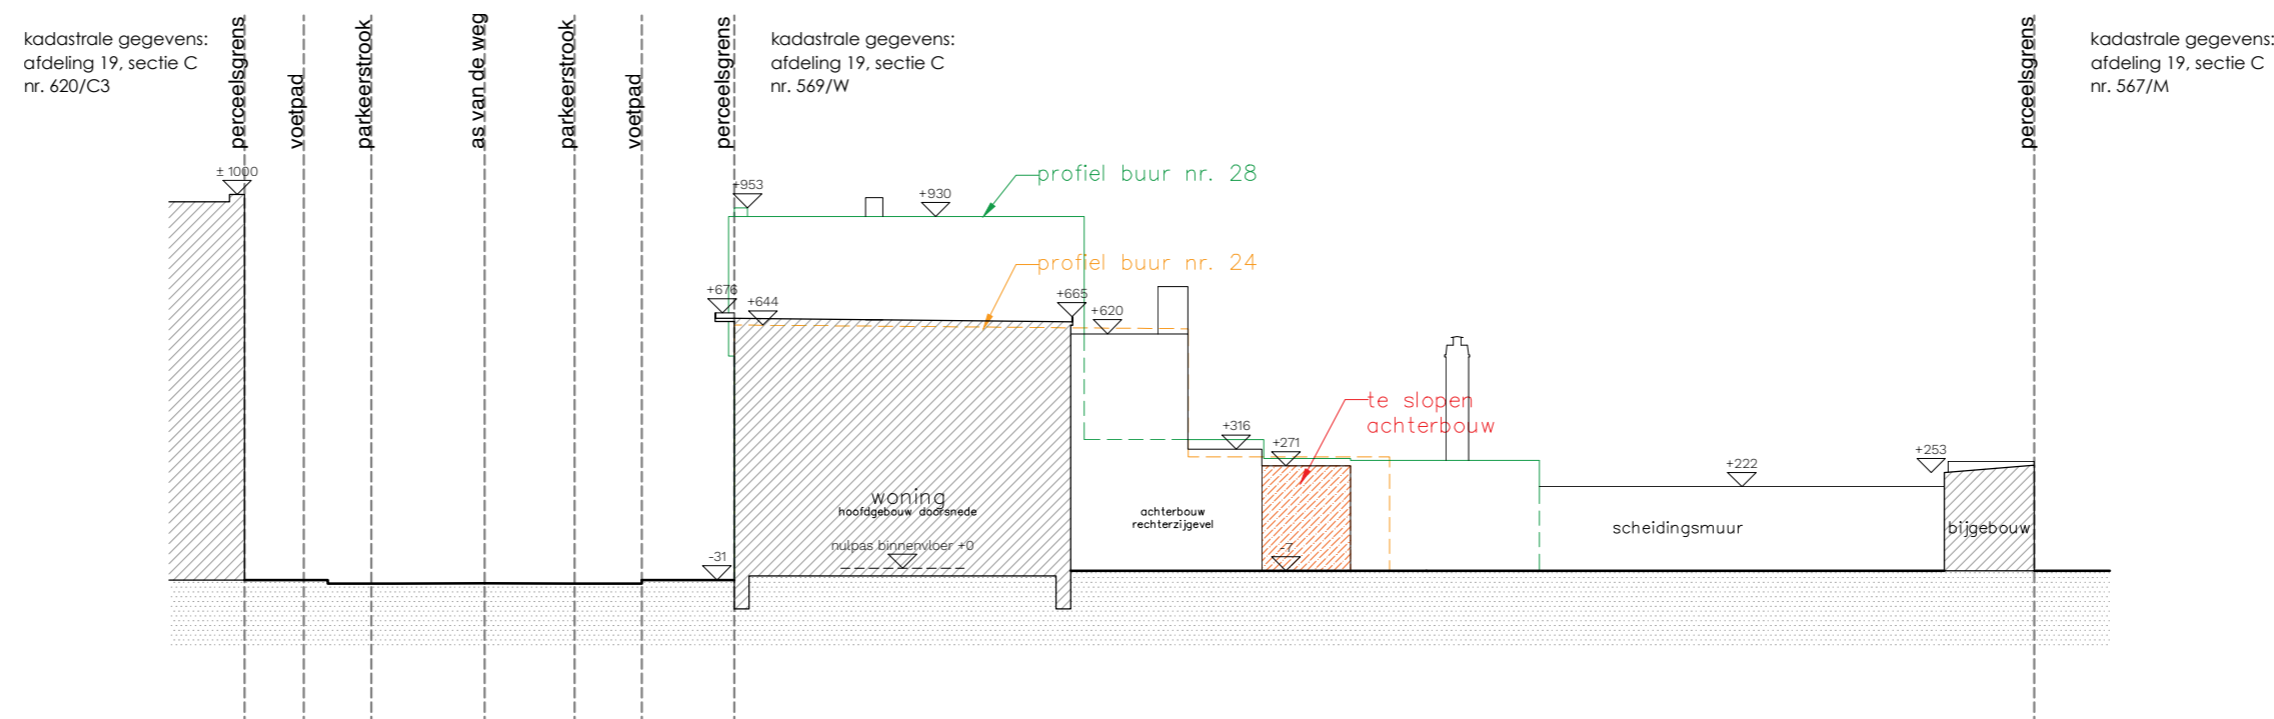 kadastrale gegevens:
afdeling 19, sectie C
nr. 620/C3
perceelsgrens
voetpad
parkeerstrook
as van de weg
parkeerstrook
voetpad
perceelsgrens
kadastrale gegevens:
afdeling 19, sectie C
nr. 569/W
perceelsgrens
kadastrale gegevens:
afdeling 19, sectie C
nr. 567/M
± 1000
+953
+930
profiel buur nr. 28
profiel buur nr. 24
+676
+644
+665
+620
te slopen
achterbouw
+316
+271
+253
+222
woning
hoofdgebouw doorsnede
achterbouw
rechterzijgevel
scheidingsmuur
bijgebouw
nulpas binnenvloer +0
-31
-7